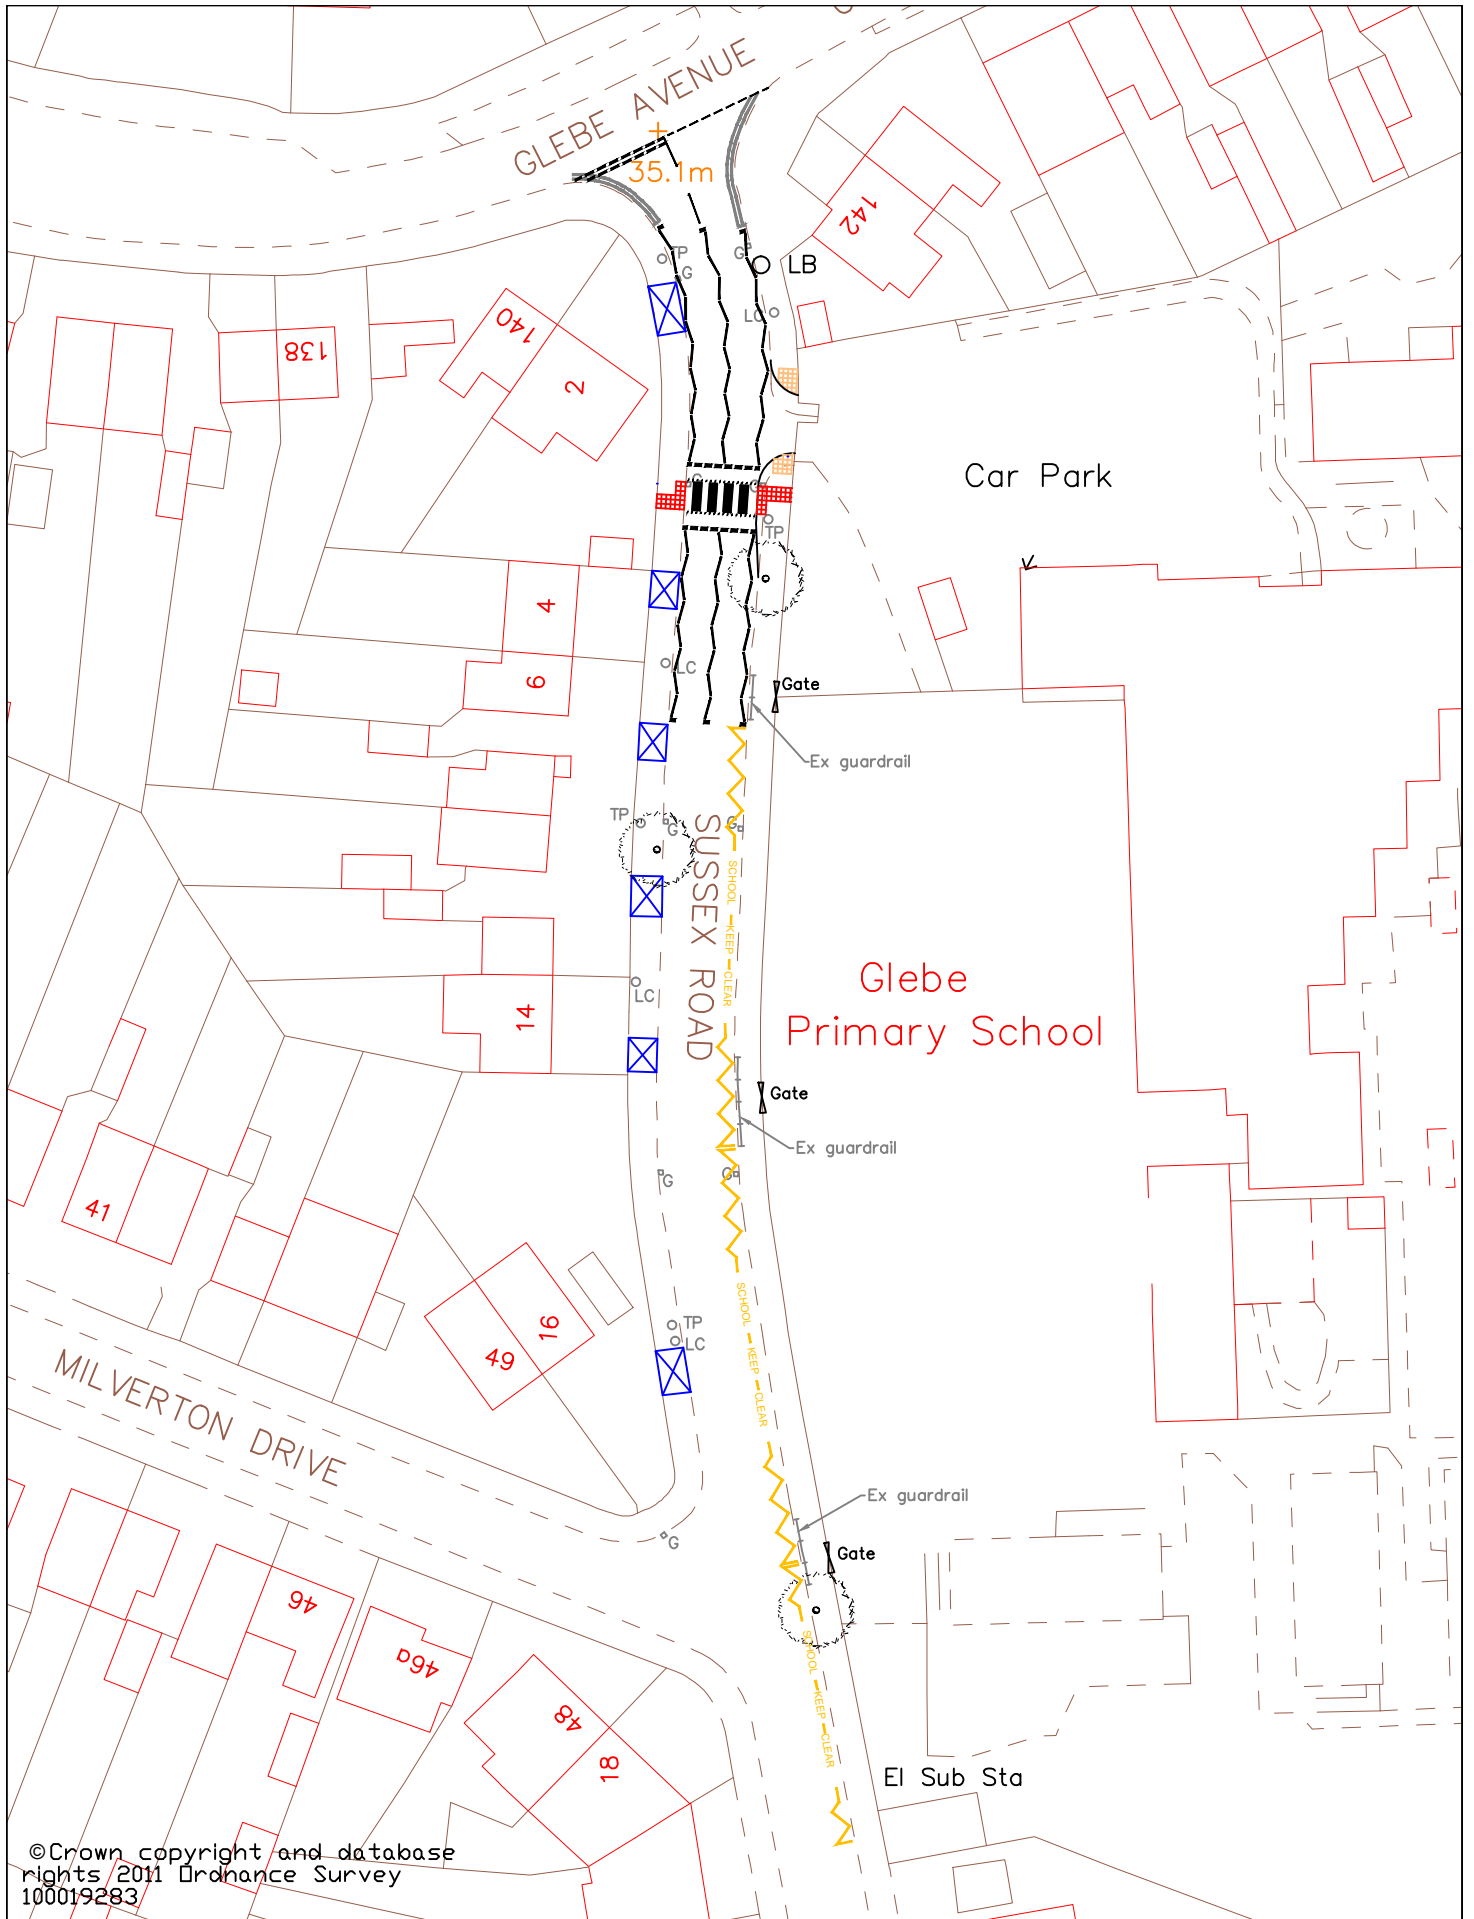 GLEBE AVENUE
35.1m
142
TP
G
G
LB
LC
140
138
2
Car Park
G
G
TP
4
LC
6
Gate
Ex guardrail
TP
G
G
SUSSEX ROAD
SCHOOL KEEP CLEAR
LC
14
Glebe
Primary School
Gate
Ex guardrail
G
G
41
SCHOOL KEEP CLEAR
TP
LC
16
49
MILVERTON DRIVE
Ex guardrail
G
Gate
46
46a
SCHOOL KEEP CLEAR
48
18
El Sub Sta
©Crown copyright and database
rights 2011 Ordnance Survey
100019283